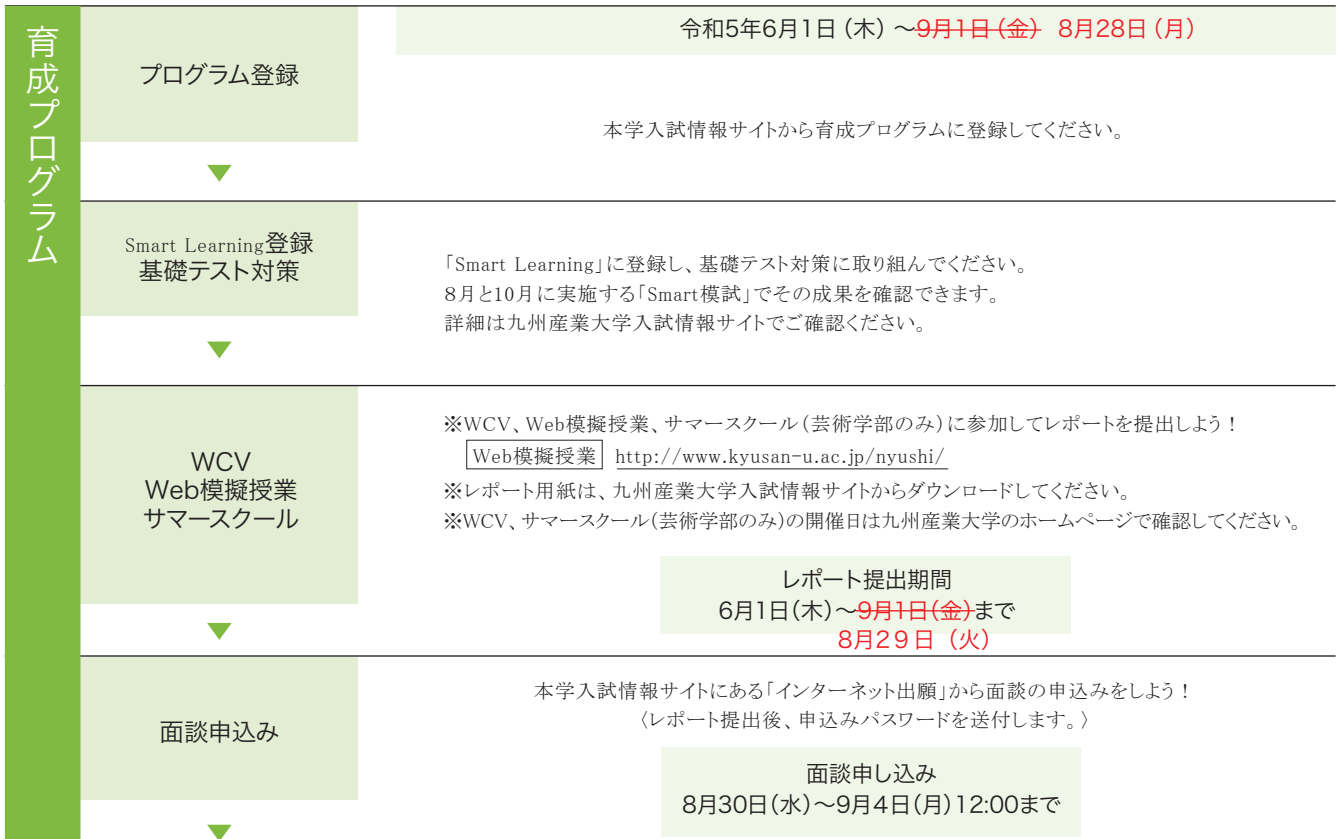 育成プログラム
プログラム登録
令和5年6月1日(木)~9月1日(金) 8月28日(月)
本学入試情報サイトから育成プログラムに登録してください。
Smart Learning登録
基礎テスト対策
「Smart Learning」に登録し、基礎テスト対策に取り組んでください。
8月と10月に実施する「Smart模試」でその成果を確認できます。
詳細は九州産業大学入試情報サイトでご確認ください。
WCV
Web模擬授業
サマースクール
※WCV、Web模擬授業、サマースクール(芸術学部のみ)に参加してレポートを提出しよう!
Web模擬授業 http://www.kyusan-u.ac.jp/nyushi/
※レポート用紙は、九州産業大学入試情報サイトからダウンロードしてください。
※WCV、サマースクール(芸術学部のみ)の開催日は九州産業大学のホームページで確認してください。
レポート提出期間
6月1日(木)~9月1日(金)まで
8月29日(火)
面談申込み
本学入試情報サイトにある「インターネット出願」から面談の申込みをしよう!
〈レポート提出後、申込みパスワードを送付します。〉
面談申し込み
8月30日(水)~9月4日(月)12:00まで